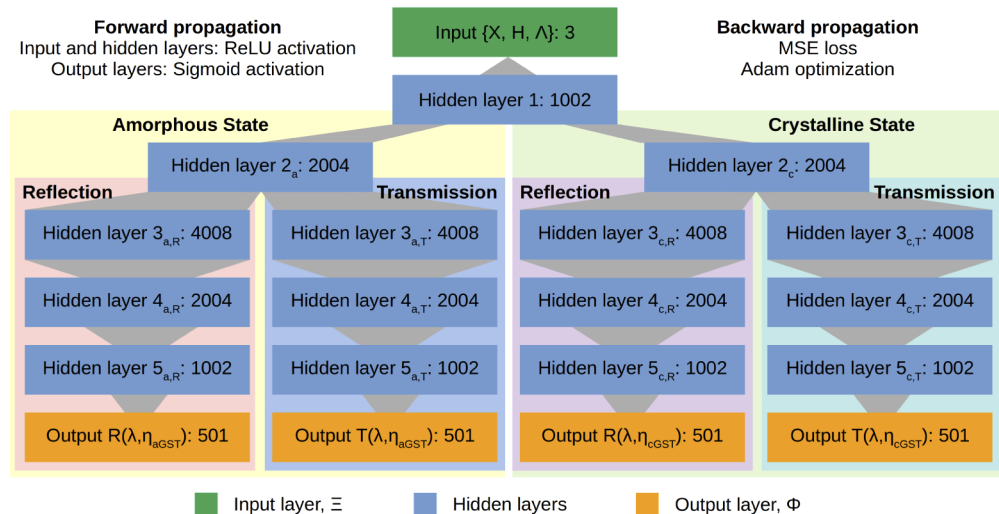 Forward propagation
Input and hidden layers: ReLU activation
Output layers: Sigmoid activation
Input {X, H, Λ}: 3
Backward propagation
MSE loss
Adam optimization
Hidden layer 1: 1002
Amorphous State
Crystalline State
Hidden layer 2a: 2004
Hidden layer 2c: 2004
Reflection
Transmission
Reflection
Transmission
Hidden layer 3a,R: 4008
Hidden layer 3a,T: 4008
Hidden layer 3c,R: 4008
Hidden layer 3c,T: 4008
Hidden layer 4a,R: 2004
Hidden layer 4a,T: 2004
Hidden layer 4c,R: 2004
Hidden layer 4c,T: 2004
Hidden layer 5a,R: 1002
Hidden layer 5a,T: 1002
Hidden layer 5c,R: 1002
Hidden layer 5c,T: 1002
Output R(λ,ηaGST): 501
Output T(λ,ηaGST): 501
Output R(λ,ηcGST): 501
Output T(λ,ηcGST): 501
Input layer, Ξ
Hidden layers
Output layer, Φ